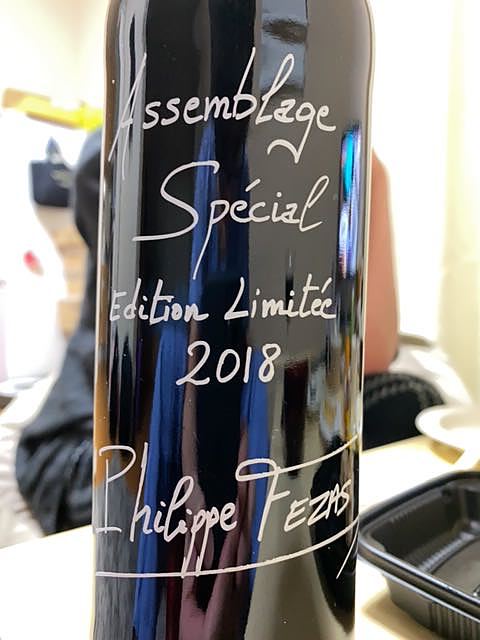 Assemblage
Spécial
Edition Limitée
2018
Philippe FEZAS